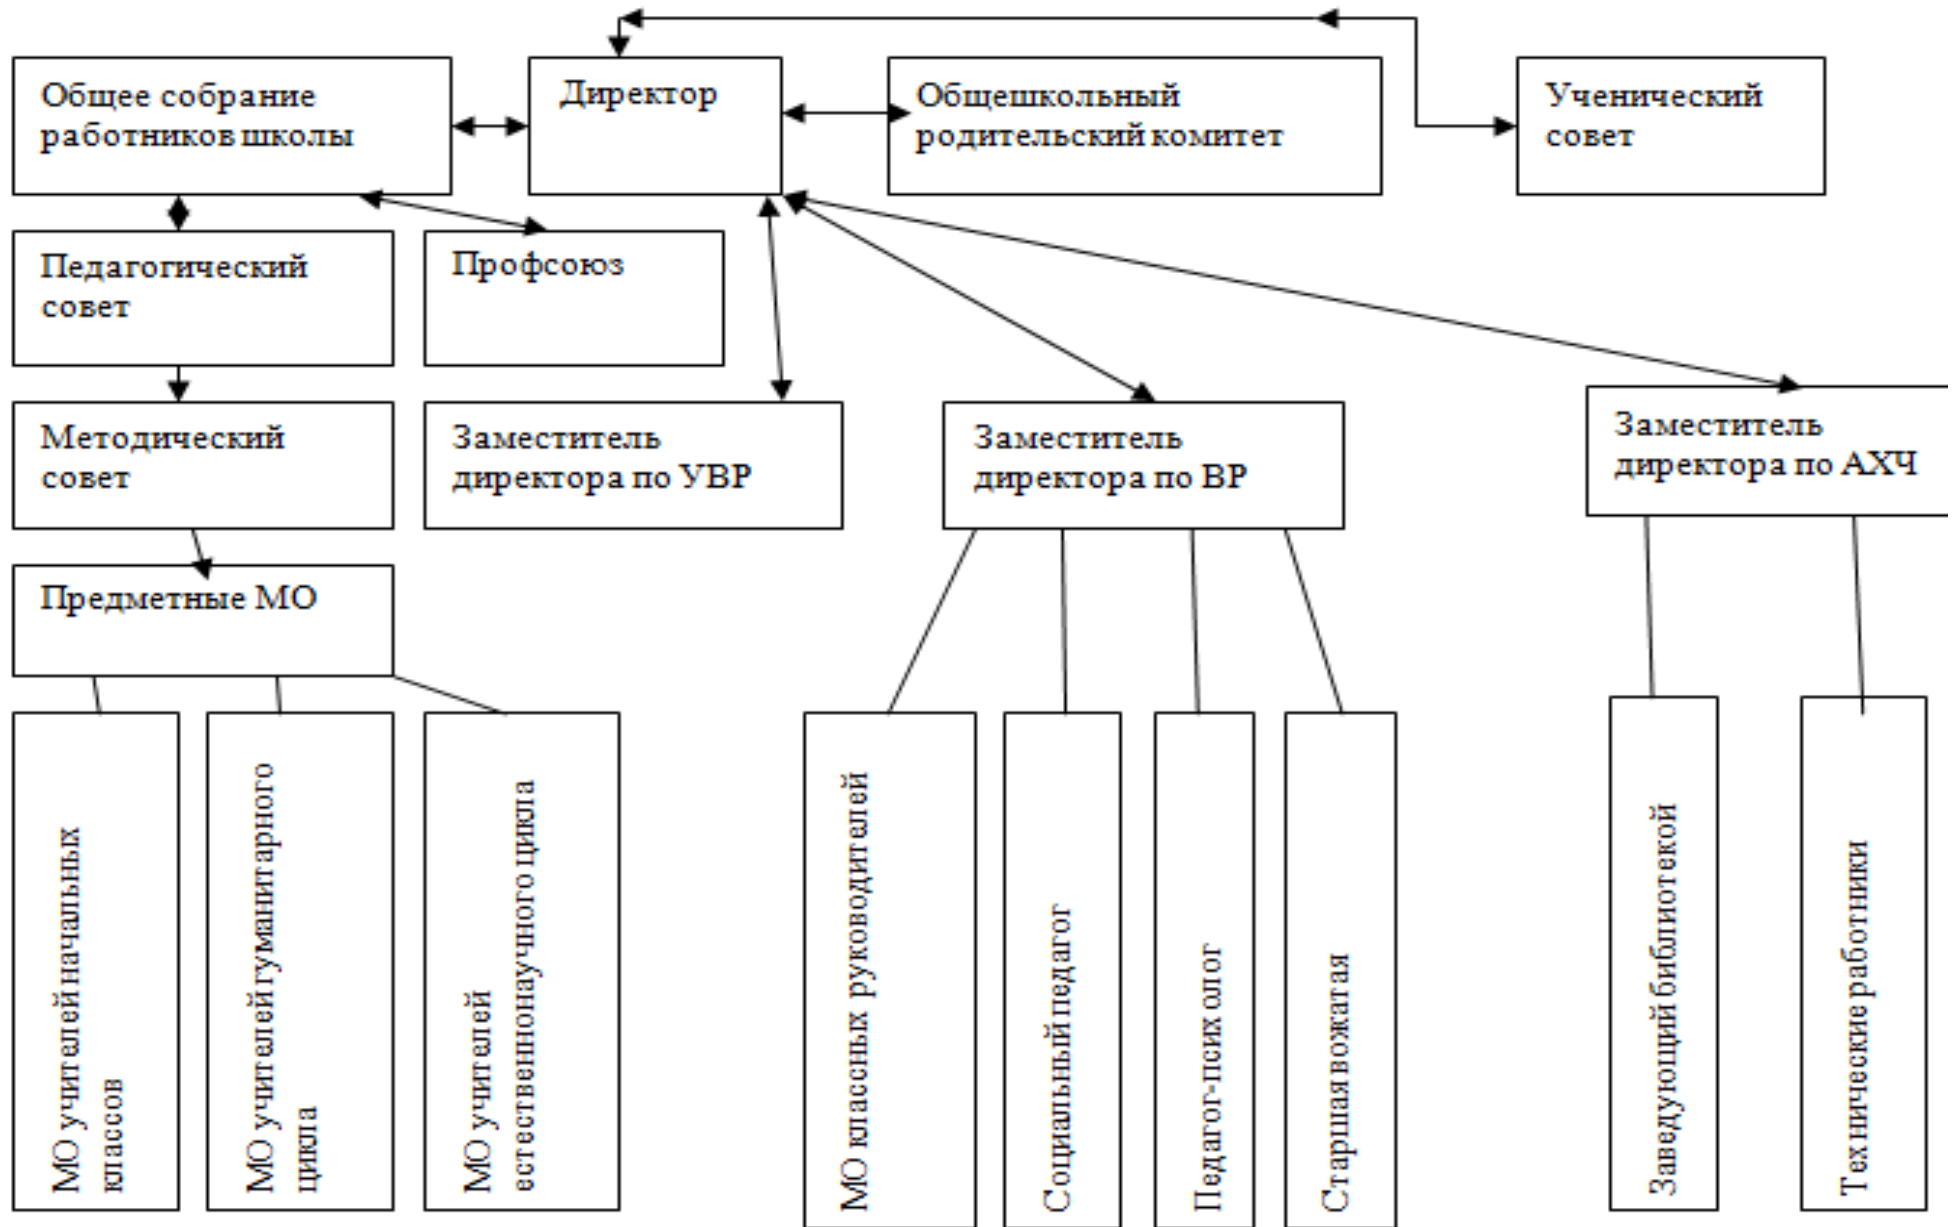 Общее собрание
работников школы
Директор
Общешкольный
родительский комитет
Ученический
совет
Педагогический
совет
Профсоюз
Методический
совет
Заместитель
директора по УВР
Заместитель
директора по ВР
Заместитель
директора по АХЧ
Предметные МО
МО учителей начальных
классов
МО учителей гуманитарного
цикла
МО учителей
естественнонаучного цикла
МО классных руководителей
Социальный педагог
Педагог-психолог
Старшая вожатая
Заведующий библиотекой
Технические работники